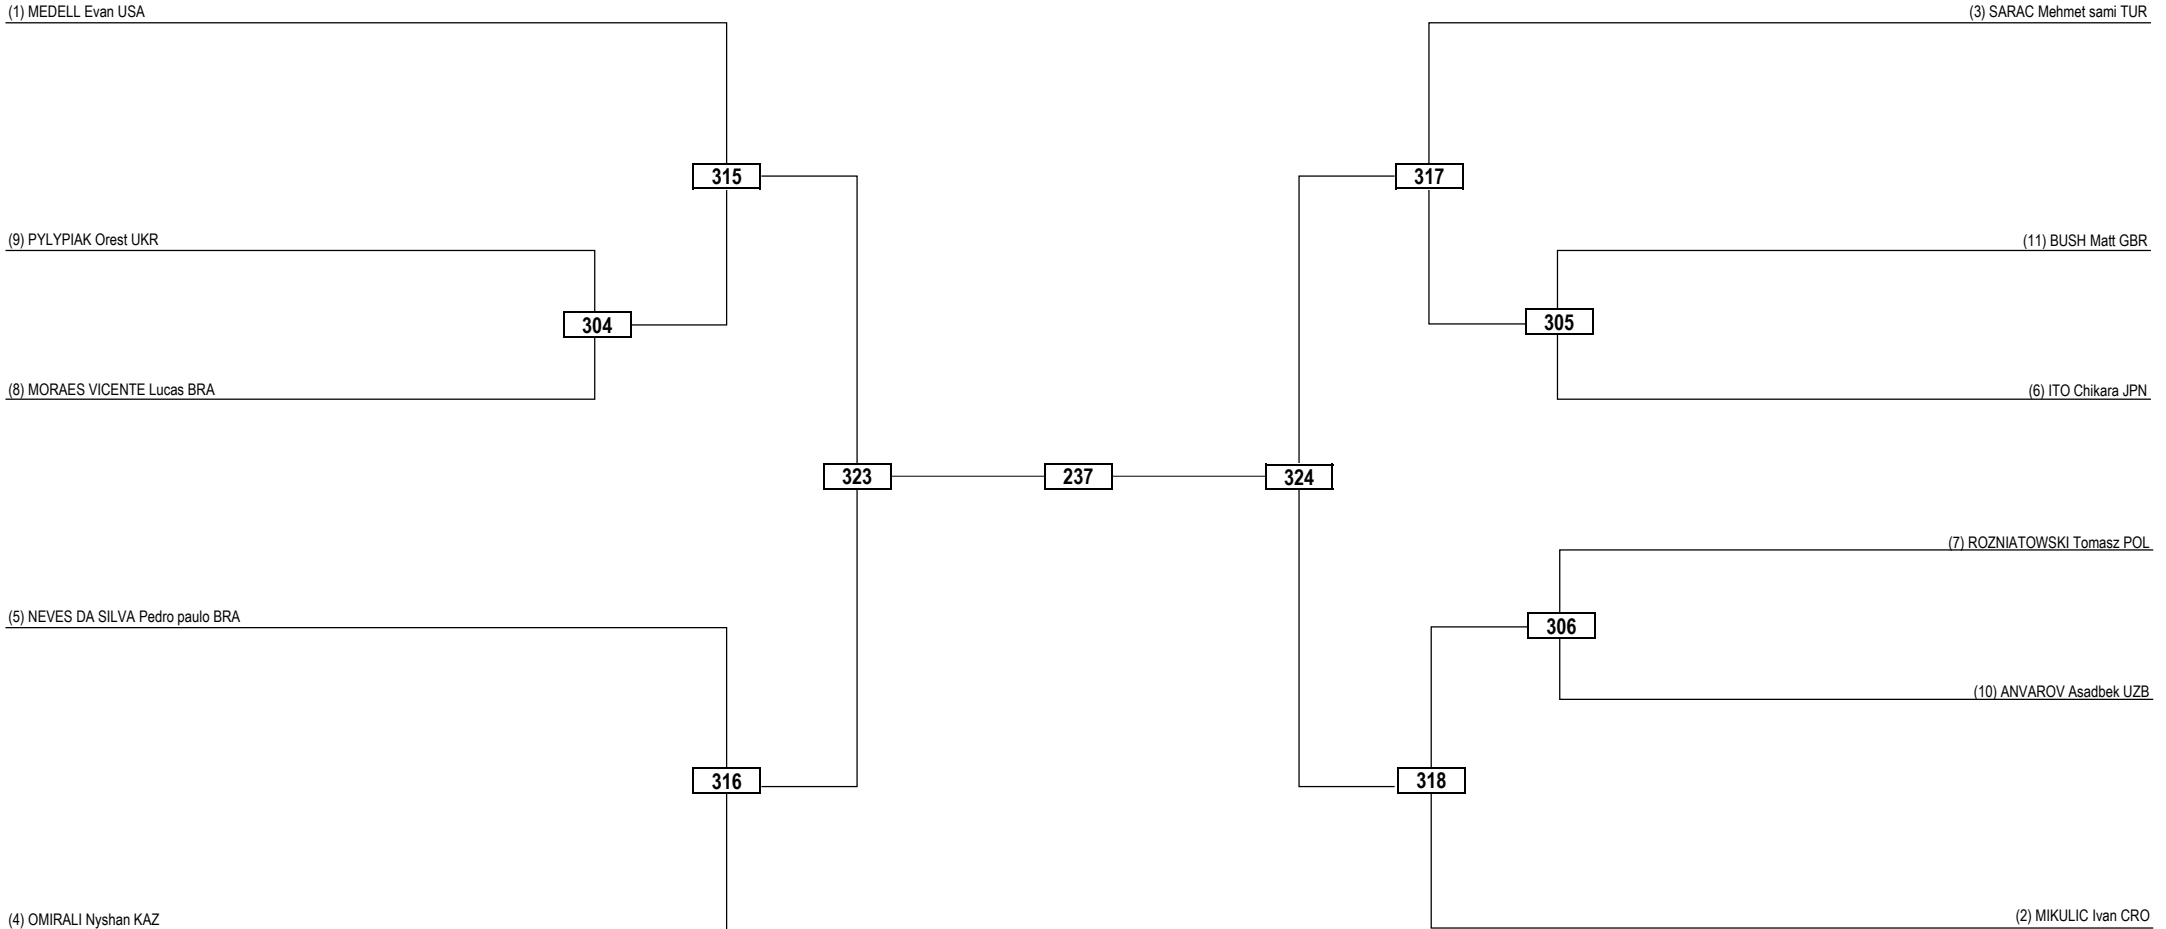 (1) MEDELL Evan USA
(3) SARAC Mehmet sami TUR
315
317
(9) PYLYPIAK Orest UKR
(11) BUSH Matt GBR
304
305
(8) MORAES VICENTE Lucas BRA
(6) ITO Chikara JPN
323
237
324
(7) ROZNIATOWSKI Tomasz POL
(5) NEVES DA SILVA Pedro paulo BRA
306
(10) ANVAROV Asadbek UZB
316
318
(4) OMIRALI Nyshan KAZ
(2) MIKULIC Ivan CRO